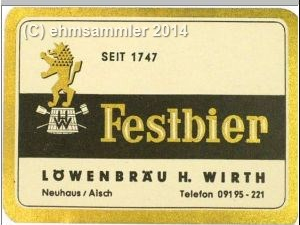 (C) ehmsammler 2014
SEIT 1747
W
Festbier
LÖWENBRÄU H. WIRTH
Neuhaus / Aisch Telefon 09195 - 221